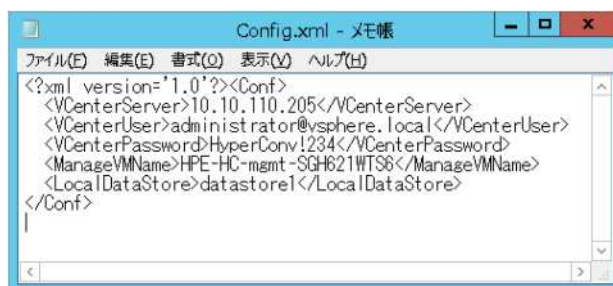 Config.xml - メモ帳
ファイル(F) 編集(E) 書式(O) 表示(V) ヘルプ(H)
<?xml version='1.0'?><Conf>
<VCenterServer>10.10.110.205</VCenterServer>
<VCenterUser>administrator@vsphere.local</VCenterUser>
<VCenterPassword>HyperConv!234</VCenterPassword>
<ManageVMName>HPE-HC-mgmt-SGH621WTS6</ManageVMName>
<LocalDataStore>datastore1</LocalDataStore>
</Conf>